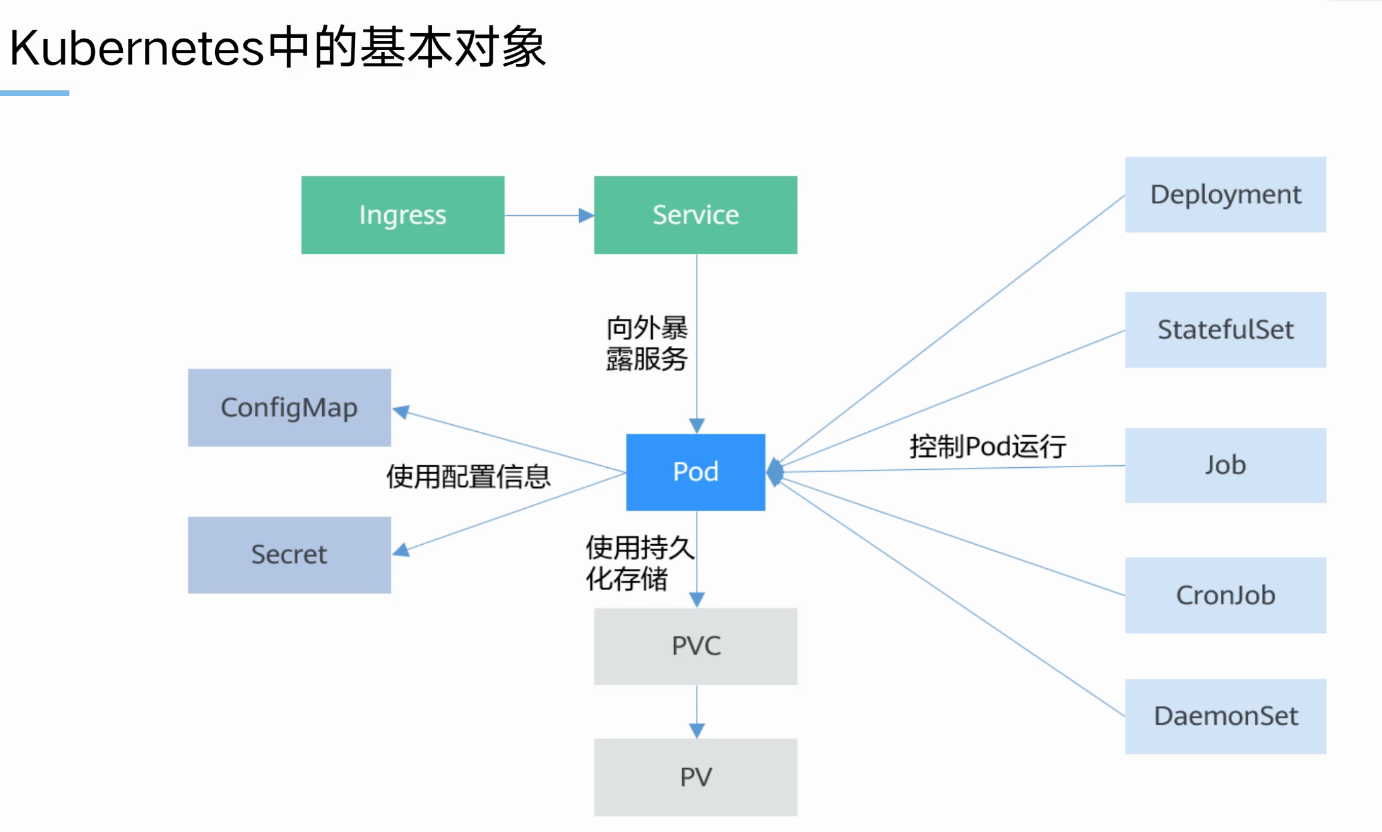 Kubernetes中的基本对象
Ingress
Service
Deployment
StatefulSet
向外暴
露服务
ConfigMap
使用配置信息
Pod
控制Pod运行
Job
Secret
使用持久
化存储
CronJob
PVC
DaemonSet
PV